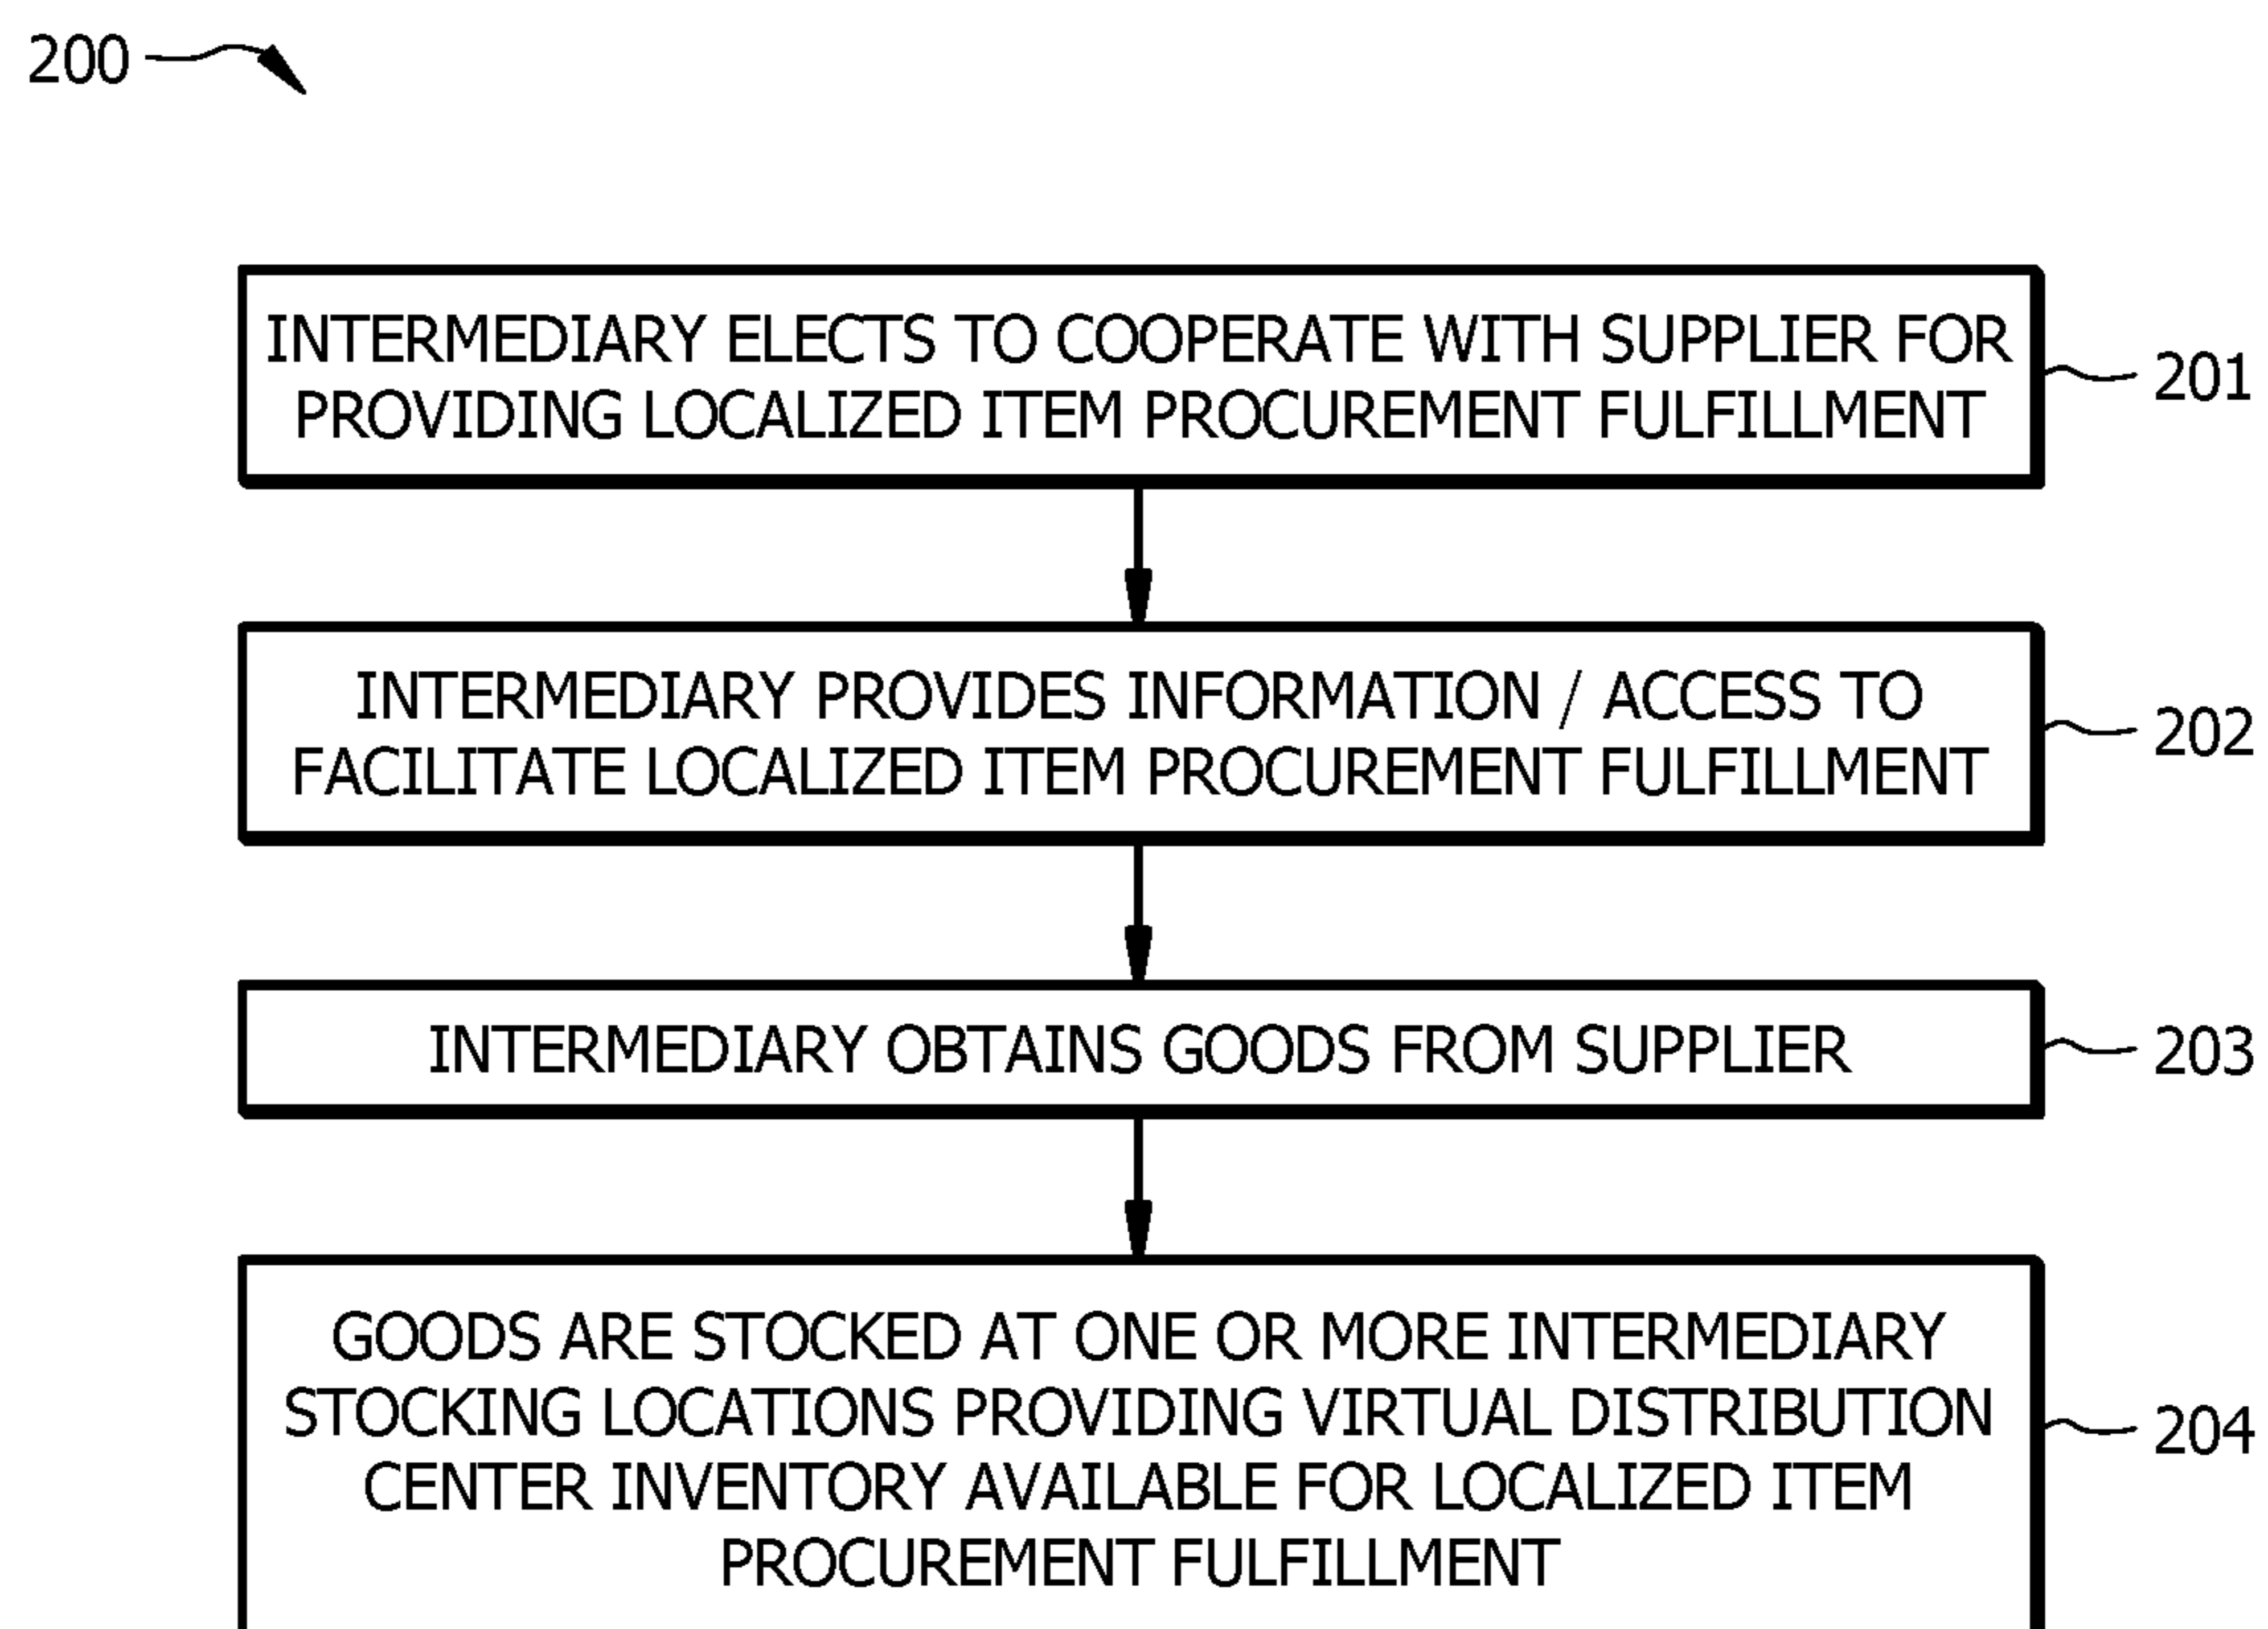 200
INTERMEDIARY ELECTS TO COOPERATE WITH SUPPLIER FOR
PROVIDING LOCALIZED ITEM PROCUREMENT FULFILLMENT
201
INTERMEDIARY PROVIDES INFORMATION / ACCESS TO
FACILITATE LOCALIZED ITEM PROCUREMENT FULFILLMENT
202
INTERMEDIARY OBTAINS GOODS FROM SUPPLIER
203
GOODS ARE STOCKED AT ONE OR MORE INTERMEDIARY
STOCKING LOCATIONS PROVIDING VIRTUAL DISTRIBUTION
CENTER INVENTORY AVAILABLE FOR LOCALIZED ITEM
PROCUREMENT FULFILLMENT
204